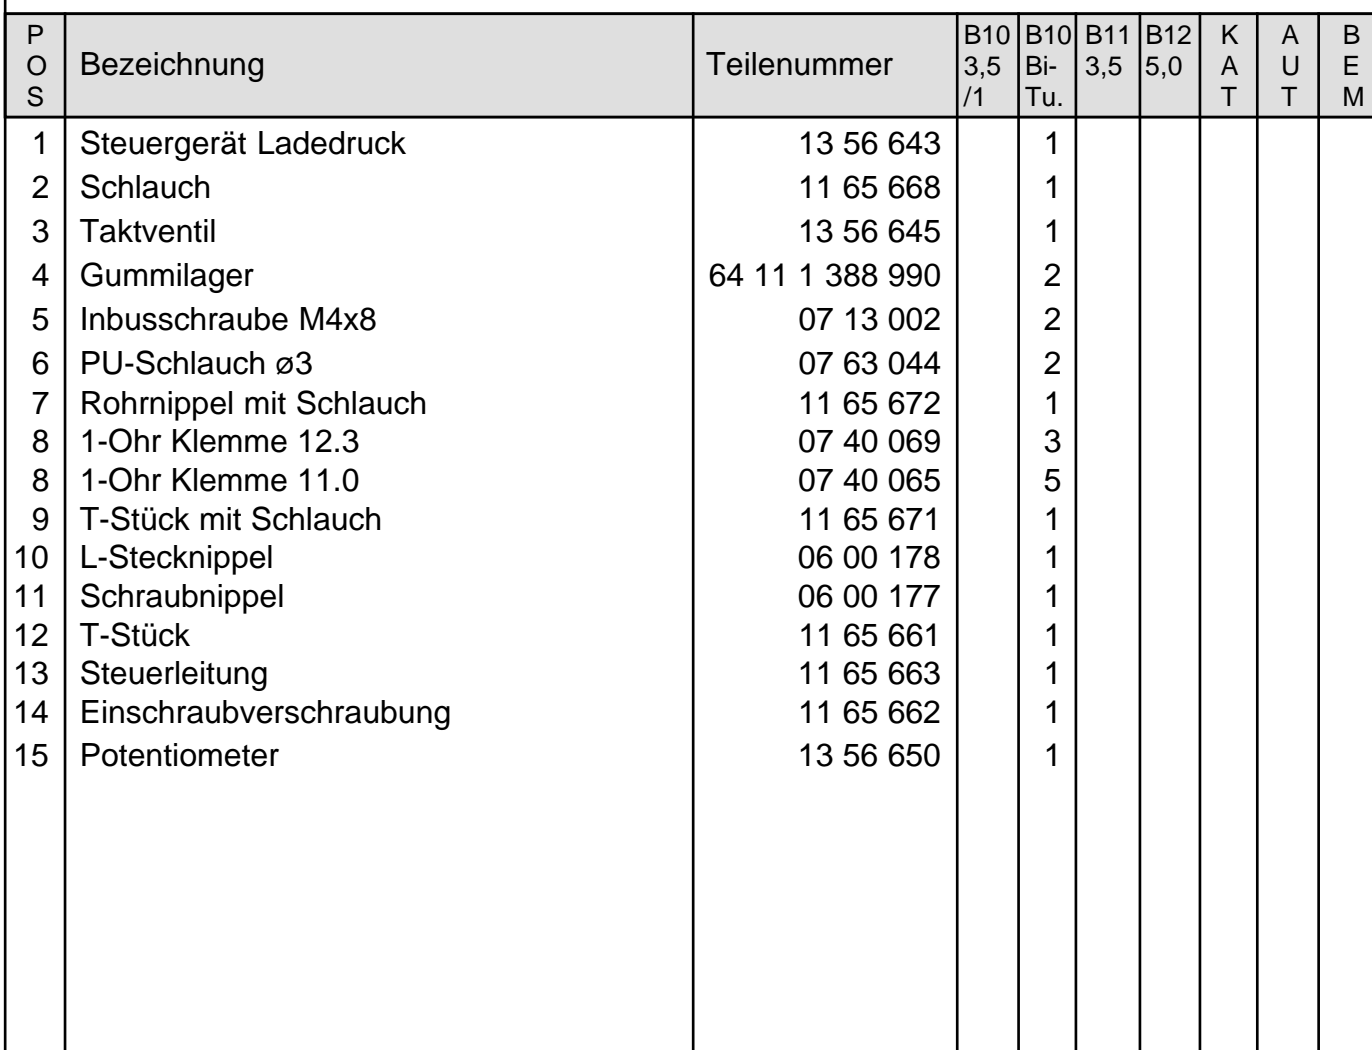 POS Bezeichnung Teilenummer B10 3,5 /1 B10 Bi-Tu. B11 3,5 B12 5,0 KAT AUT BEM
1 Steuergerät Ladedruck 13 56 643 1
2 Schlauch 11 65 668 1
3 Taktventil 13 56 645 1
4 Gummilager 64 11 1 388 990 2
5 Inbusschraube M4x8 07 13 002 2
6 PU-Schlauch ø3 07 63 044 2
7 Rohrnippel mit Schlauch 11 65 672 1
8 1-Ohr Klemme 12.3 07 40 069 3
8 1-Ohr Klemme 11.0 07 40 065 5
9 T-Stück mit Schlauch 11 65 671 1
10 L-Stecknippel 06 00 178 1
11 Schraubnippel 06 00 177 1
12 T-Stück 11 65 661 1
13 Steuerleitung 11 65 663 1
14 Einschraubverschraubung 11 65 662 1
15 Potentiometer 13 56 650 1